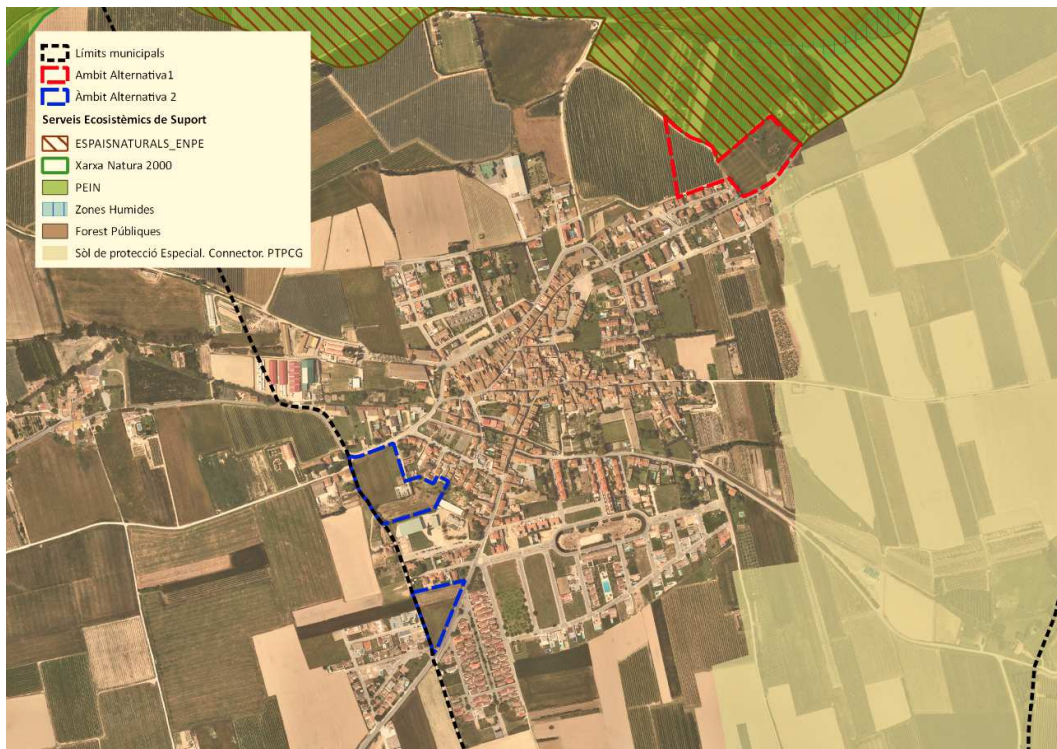 Límits municipals
Ambit Alternativa1
Àmbit Alternativa 2
Serveis Ecosistèmics de Suport
ESPAISNATURALS_ENPE
Xarxa Natura 2000
PEIN
Zones Humides
Forest Públiques
Sòl de protecció Especial. Connector. PTPCG